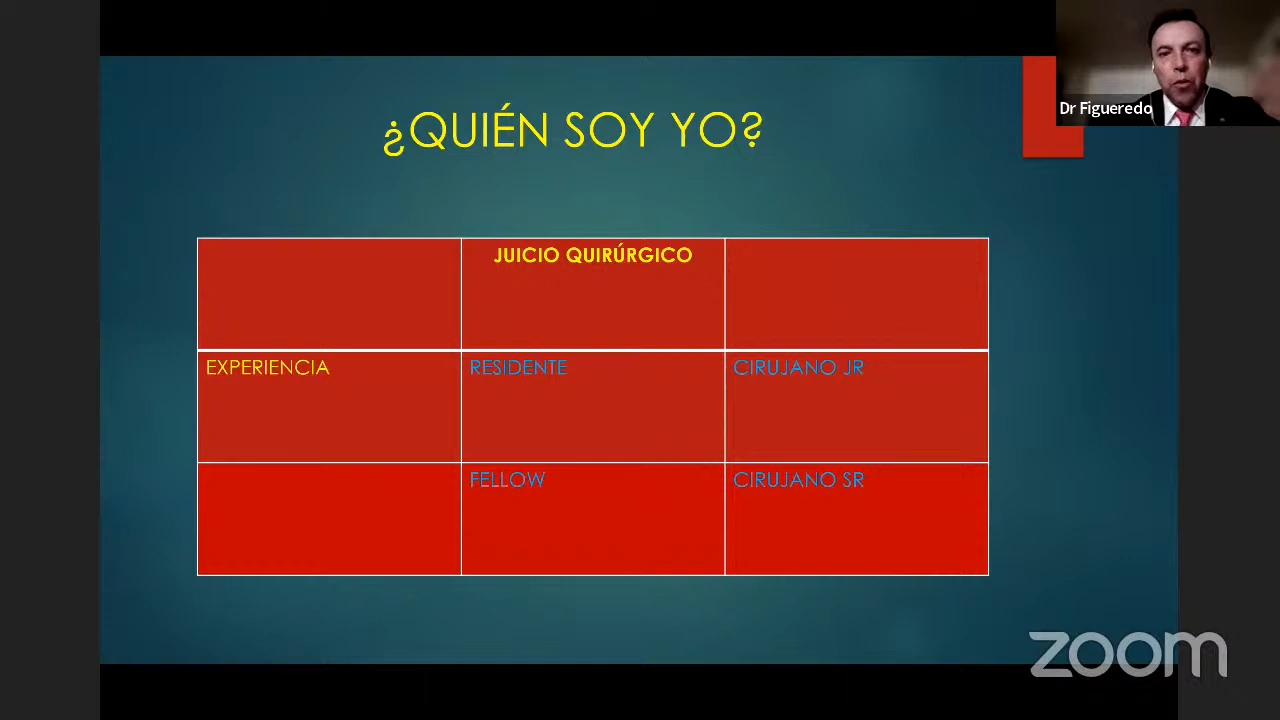 Dr Figueredo
¿QUIÉN SOY YO?
JUICIO QUIRÚRGICO
EXPERIENCIA
RESIDENTE
CIRUJANO JR
FELLOW
CIRUJANO SR
zoom